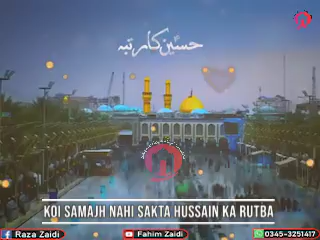 حسینؑ کا رتبہ
KOI SAMAJH NAHI SAKTA HUSSAIN KA RUTBA
Raza Zaidi
Fahim Zaidi
0345-3251417